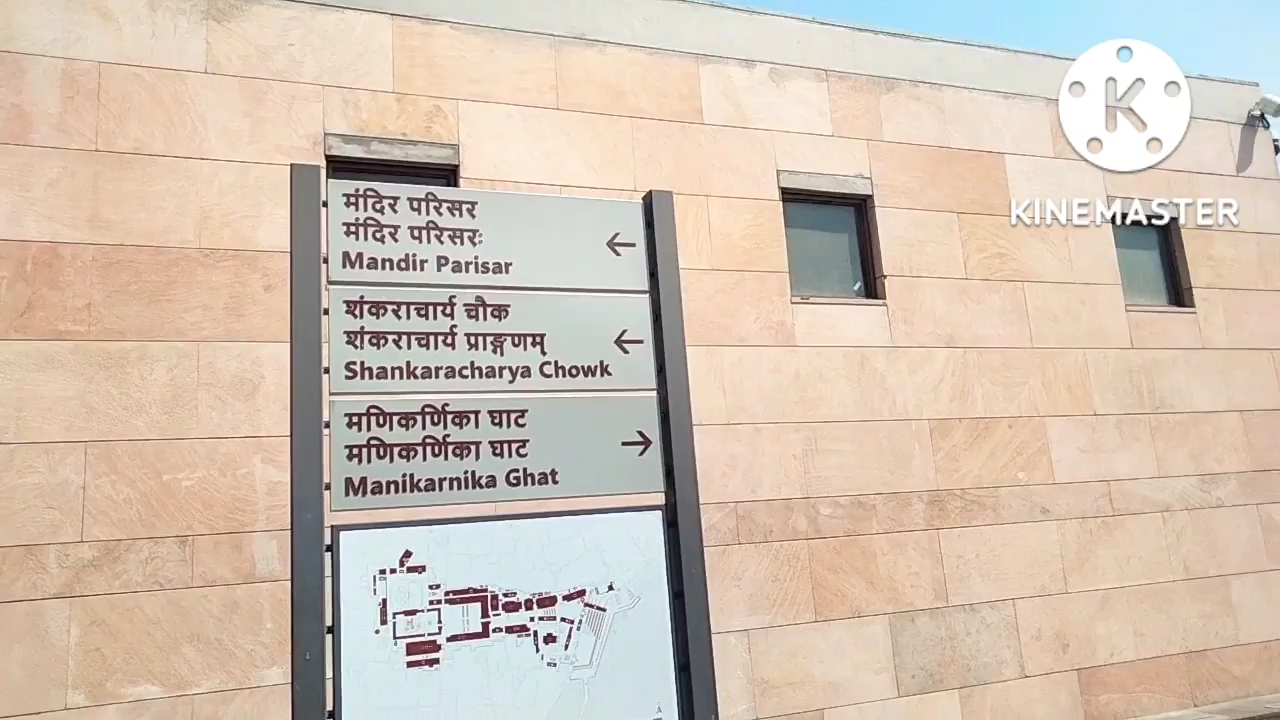 मंदिर परिसर
मंदिर परिसरः
Mandir Parisar
शंकराचार्य चौक
शंकराचार्य प्राङ्गणम्
Shankaracharya Chowk
मणिकर्णिका घाट
मणिकर्णिका घाट
Manikarnika Ghat
K
KINEMASTER